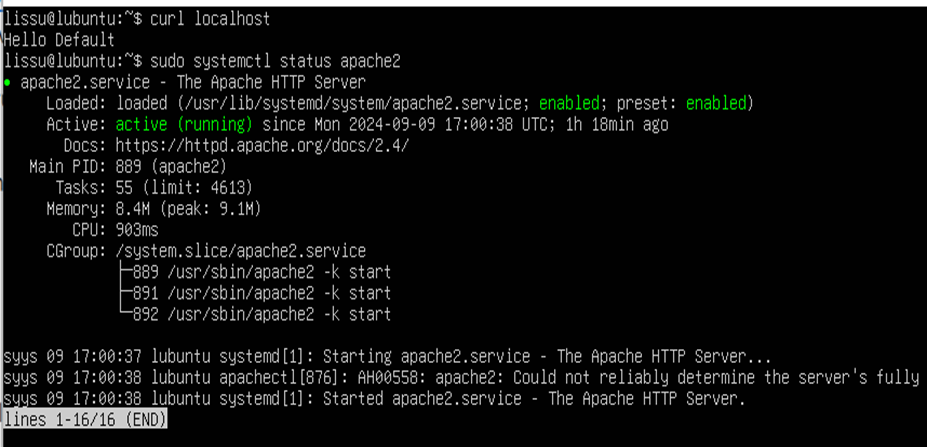 lissu@lubuntu:~$ curl localhost
Hello Default
lissu@lubuntu:~$ sudo systemctl status apache2
● apache2.service - The Apache HTTP Server
     Loaded: loaded (/usr/lib/systemd/system/apache2.service; enabled; preset: enabled)
     Active: active (running) since Mon 2024-09-09 17:00:38 UTC; 1h 18min ago
       Docs: https://httpd.apache.org/docs/2.4/
   Main PID: 889 (apache2)
      Tasks: 55 (limit: 4613)
     Memory: 8.4M (peak: 9.1M)
        CPU: 903ms
     CGroup: /system.slice/apache2.service
             ├─889 /usr/sbin/apache2 -k start
             ├─891 /usr/sbin/apache2 -k start
             └─892 /usr/sbin/apache2 -k start
syys 09 17:00:37 lubuntu systemd[1]: Starting apache2.service - The Apache HTTP Server...
syys 09 17:00:38 lubuntu apachectl[876]: AH00558: apache2: Could not reliably determine the server's fully
syys 09 17:00:38 lubuntu systemd[1]: Started apache2.service - The Apache HTTP Server.
lines 1-16/16 (END)